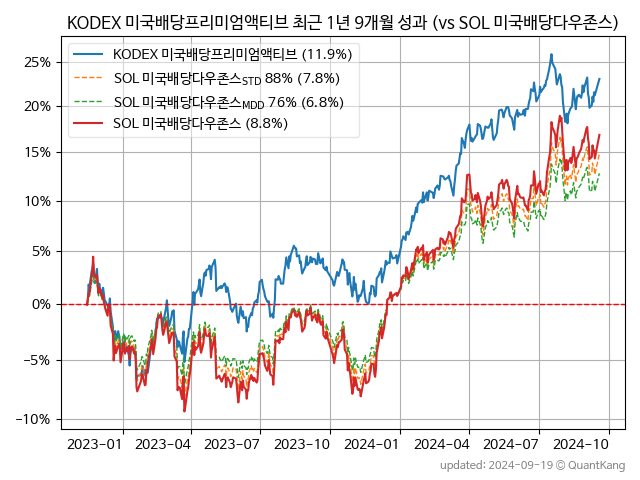 KODEX 미국배당프리미엄액티브 최근 1년 9개월 성과 (vs SOL 미국배당다우존스)
KODEX 미국배당프리미엄액티브 (11.9%)
SOL 미국배당다우존스STD 88% (7.8%)
SOL 미국배당다우존스MDD 76% (6.8%)
SOL 미국배당다우존스 (8.8%)
25%
20%
15%
10%
5%
0%
−5%
−10%
2023-01 2023-04 2023-07 2023-10 2024-01 2024-04 2024-07 2024-10
updated: 2024-09-19 © QuantKang